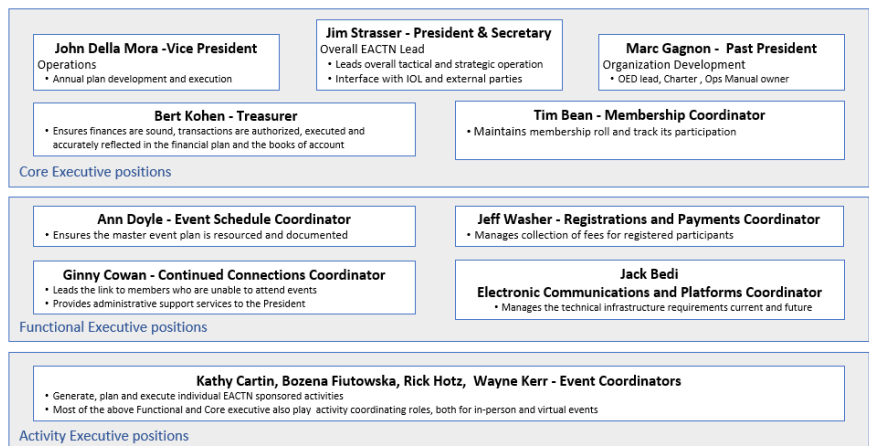 John Della Mora -Vice President
Operations
• Annual plan development and execution
Jim Strasser - President & Secretary
Overall EACTN Lead
• Leads overall tactical and strategic operation
• Interface with IOL and external parties
Marc Gagnon -  Past President
Organization Development
• OED lead, Charter , Ops Manual owner
Bert Kohen - Treasurer
• Ensures finances are sound, transactions are authorized, executed and
accurately reflected in the financial plan and the books of account
Tim Bean - Membership Coordinator
• Maintains membership roll and track its participation
Core Executive positions
Ann Doyle - Event Schedule Coordinator
• Ensures the master event plan is resourced and documented
Jeff Washer - Registrations and Payments Coordinator
• Manages collection of fees for registered participants
Ginny Cowan - Continued Connections Coordinator
• Leads the link to members who are unable to attend events
• Provides administrative support services to the President
Jack Bedi
Electronic Communications and Platforms Coordinator
• Manages the technical infrastructure requirements current and future
Functional Executive positions
Kathy Cartin, Bozena Fiutowska, Rick Hotz,  Wayne Kerr - Event Coordinators
• Generate, plan and execute individual EACTN sponsored activities
• Most of the above Functional and Core executive also play  activity coordinating roles, both for in-person and virtual events
Activity Executive positions